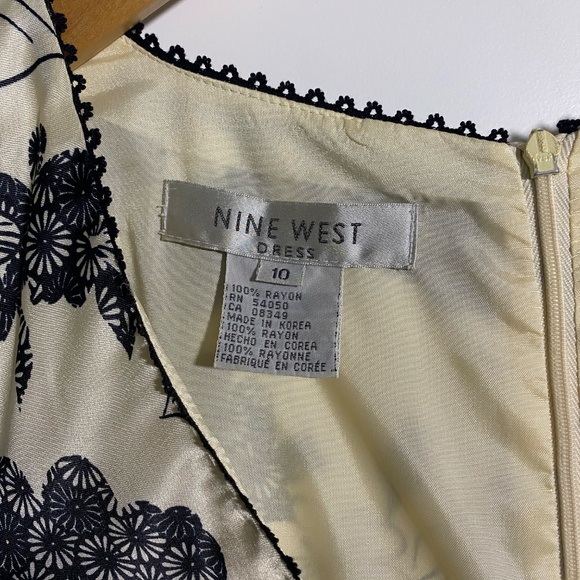 NINE WEST
DRESS
10
100% RAYON
RN 54050
CA 08349
MADE IN KOREA
100% RAYON
HECHO EN COREA
100% RAYONNE
FABRIQUÉ EN CORÉE